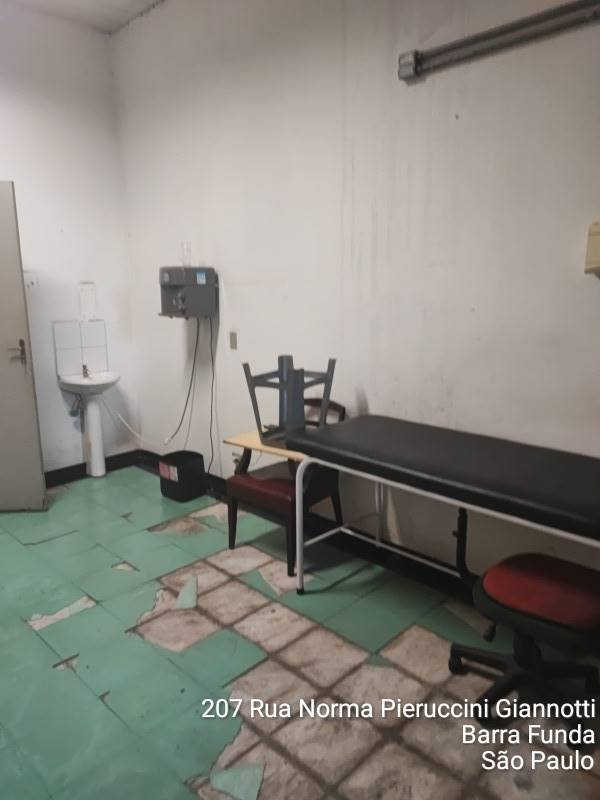 207 Rua Norma Pieruccini Giannotti
Barra Funda
São Paulo